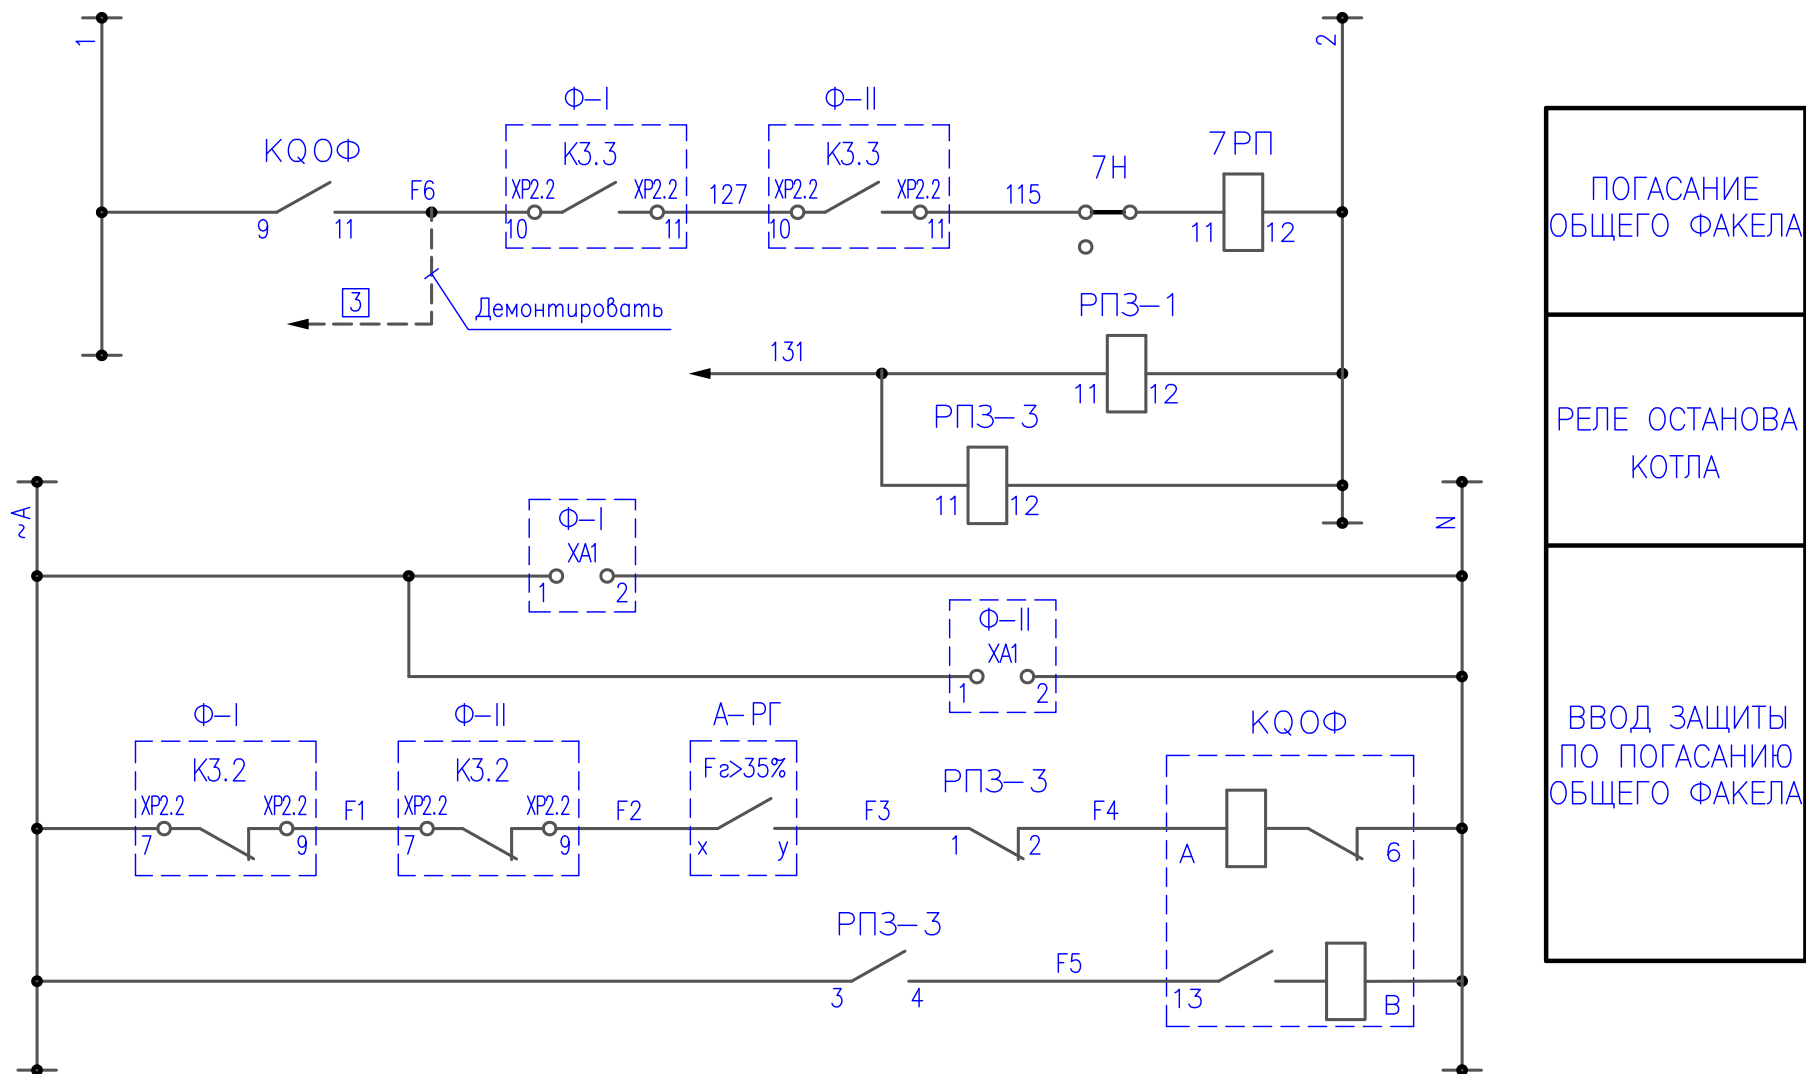 1
2
Ф-I
Ф-II
KQОФ
К3.3
К3.3
7Н
7РП
F6
XP2.2
XP2.2
127
XP2.2
XP2.2
115
9
11
10
11
10
11
11
12
3
Демонтировать
РПЗ-1
131
11
12
РПЗ-3
11
12
~A
N
Ф-I
XA1
1
2
Ф-II
XA1
1
2
Ф-I
Ф-II
А-РГ
KQОФ
К3.2
К3.2
Fг>35%
РПЗ-3
XP2.2
XP2.2
F1
XP2.2
XP2.2
F2
F3
F4
7
9
7
9
x
y
1
2
A
6
РПЗ-3
F5
3
4
13
B
ПОГАСАНИЕ
ОБЩЕГО ФАКЕЛА
РЕЛЕ ОСТАНОВА
КОТЛА
ВВОД ЗАЩИТЫ
ПО ПОГАСАНИЮ
ОБЩЕГО ФАКЕЛА